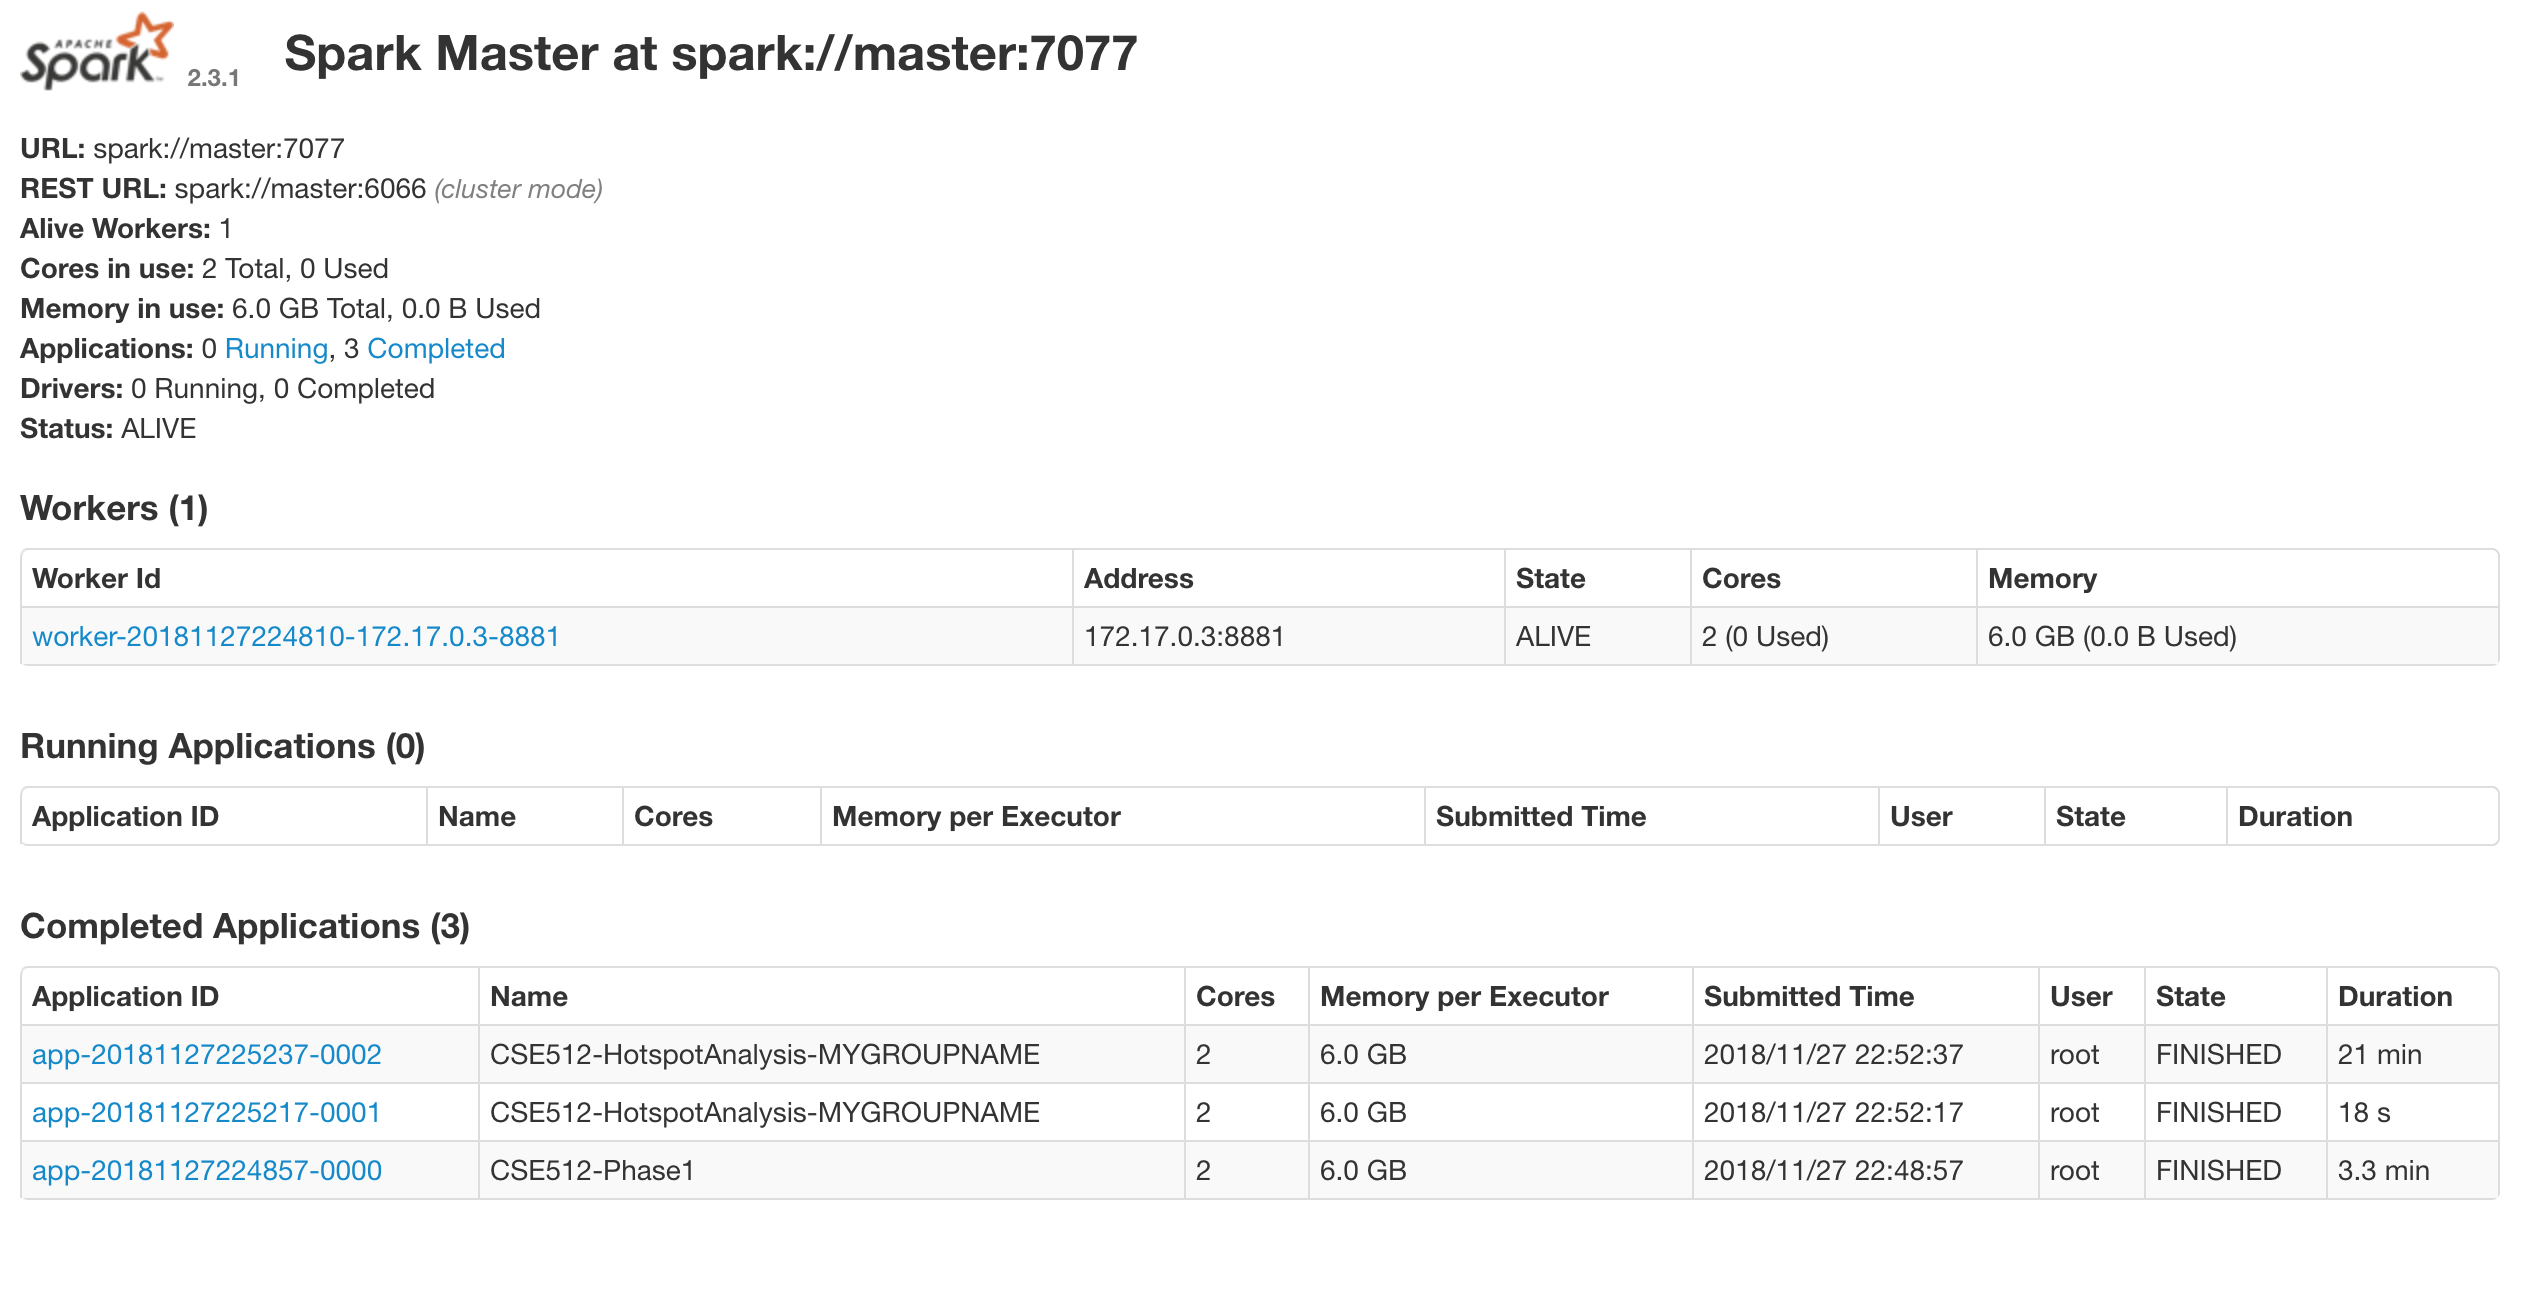 APACHE
Spark 2.3.1 Spark Master at spark://master:7077
URL: spark://master:7077
REST URL: spark://master:6066 (cluster mode)
Alive Workers: 1
Cores in use: 2 Total, 0 Used
Memory in use: 6.0 GB Total, 0.0 B Used
Applications: 0 Running, 3 Completed
Drivers: 0 Running, 0 Completed
Status: ALIVE
Workers (1)
Worker Id Address State Cores Memory
worker-20181127224810-172.17.0.3-8881 172.17.0.3:8881 ALIVE 2 (0 Used) 6.0 GB (0.0 B Used)
Running Applications (0)
Application ID Name Cores Memory per Executor Submitted Time User State Duration
Completed Applications (3)
Application ID Name Cores Memory per Executor Submitted Time User State Duration
app-20181127225237-0002 CSE512-HotspotAnalysis-MYGROUPNAME 2 6.0 GB 2018/11/27 22:52:37 root FINISHED 21 min
app-20181127225217-0001 CSE512-HotspotAnalysis-MYGROUPNAME 2 6.0 GB 2018/11/27 22:52:17 root FINISHED 18 s
app-20181127224857-0000 CSE512-Phase1 2 6.0 GB 2018/11/27 22:48:57 root FINISHED 3.3 min